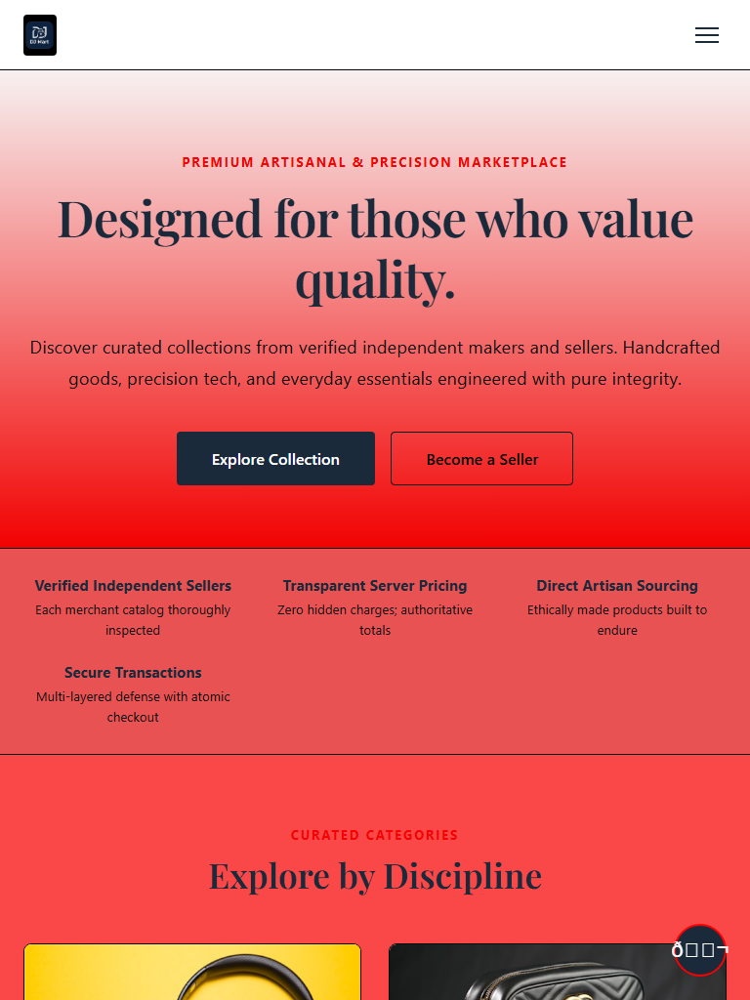 DJ Mart
PREMIUM ARTISANAL & PRECISION MARKETPLACE
Designed for those who value
quality.
Discover curated collections from verified independent makers and sellers. Handcrafted
goods, precision tech, and everyday essentials engineered with pure integrity.
Explore Collection
Become a Seller
Verified Independent Sellers
Each merchant catalog thoroughly
inspected
Transparent Server Pricing
Zero hidden charges; authoritative
totals
Direct Artisan Sourcing
Ethically made products built to
endure
Secure Transactions
Multi-layered defense with atomic
checkout
CURATED CATEGORIES
Explore by Discipline